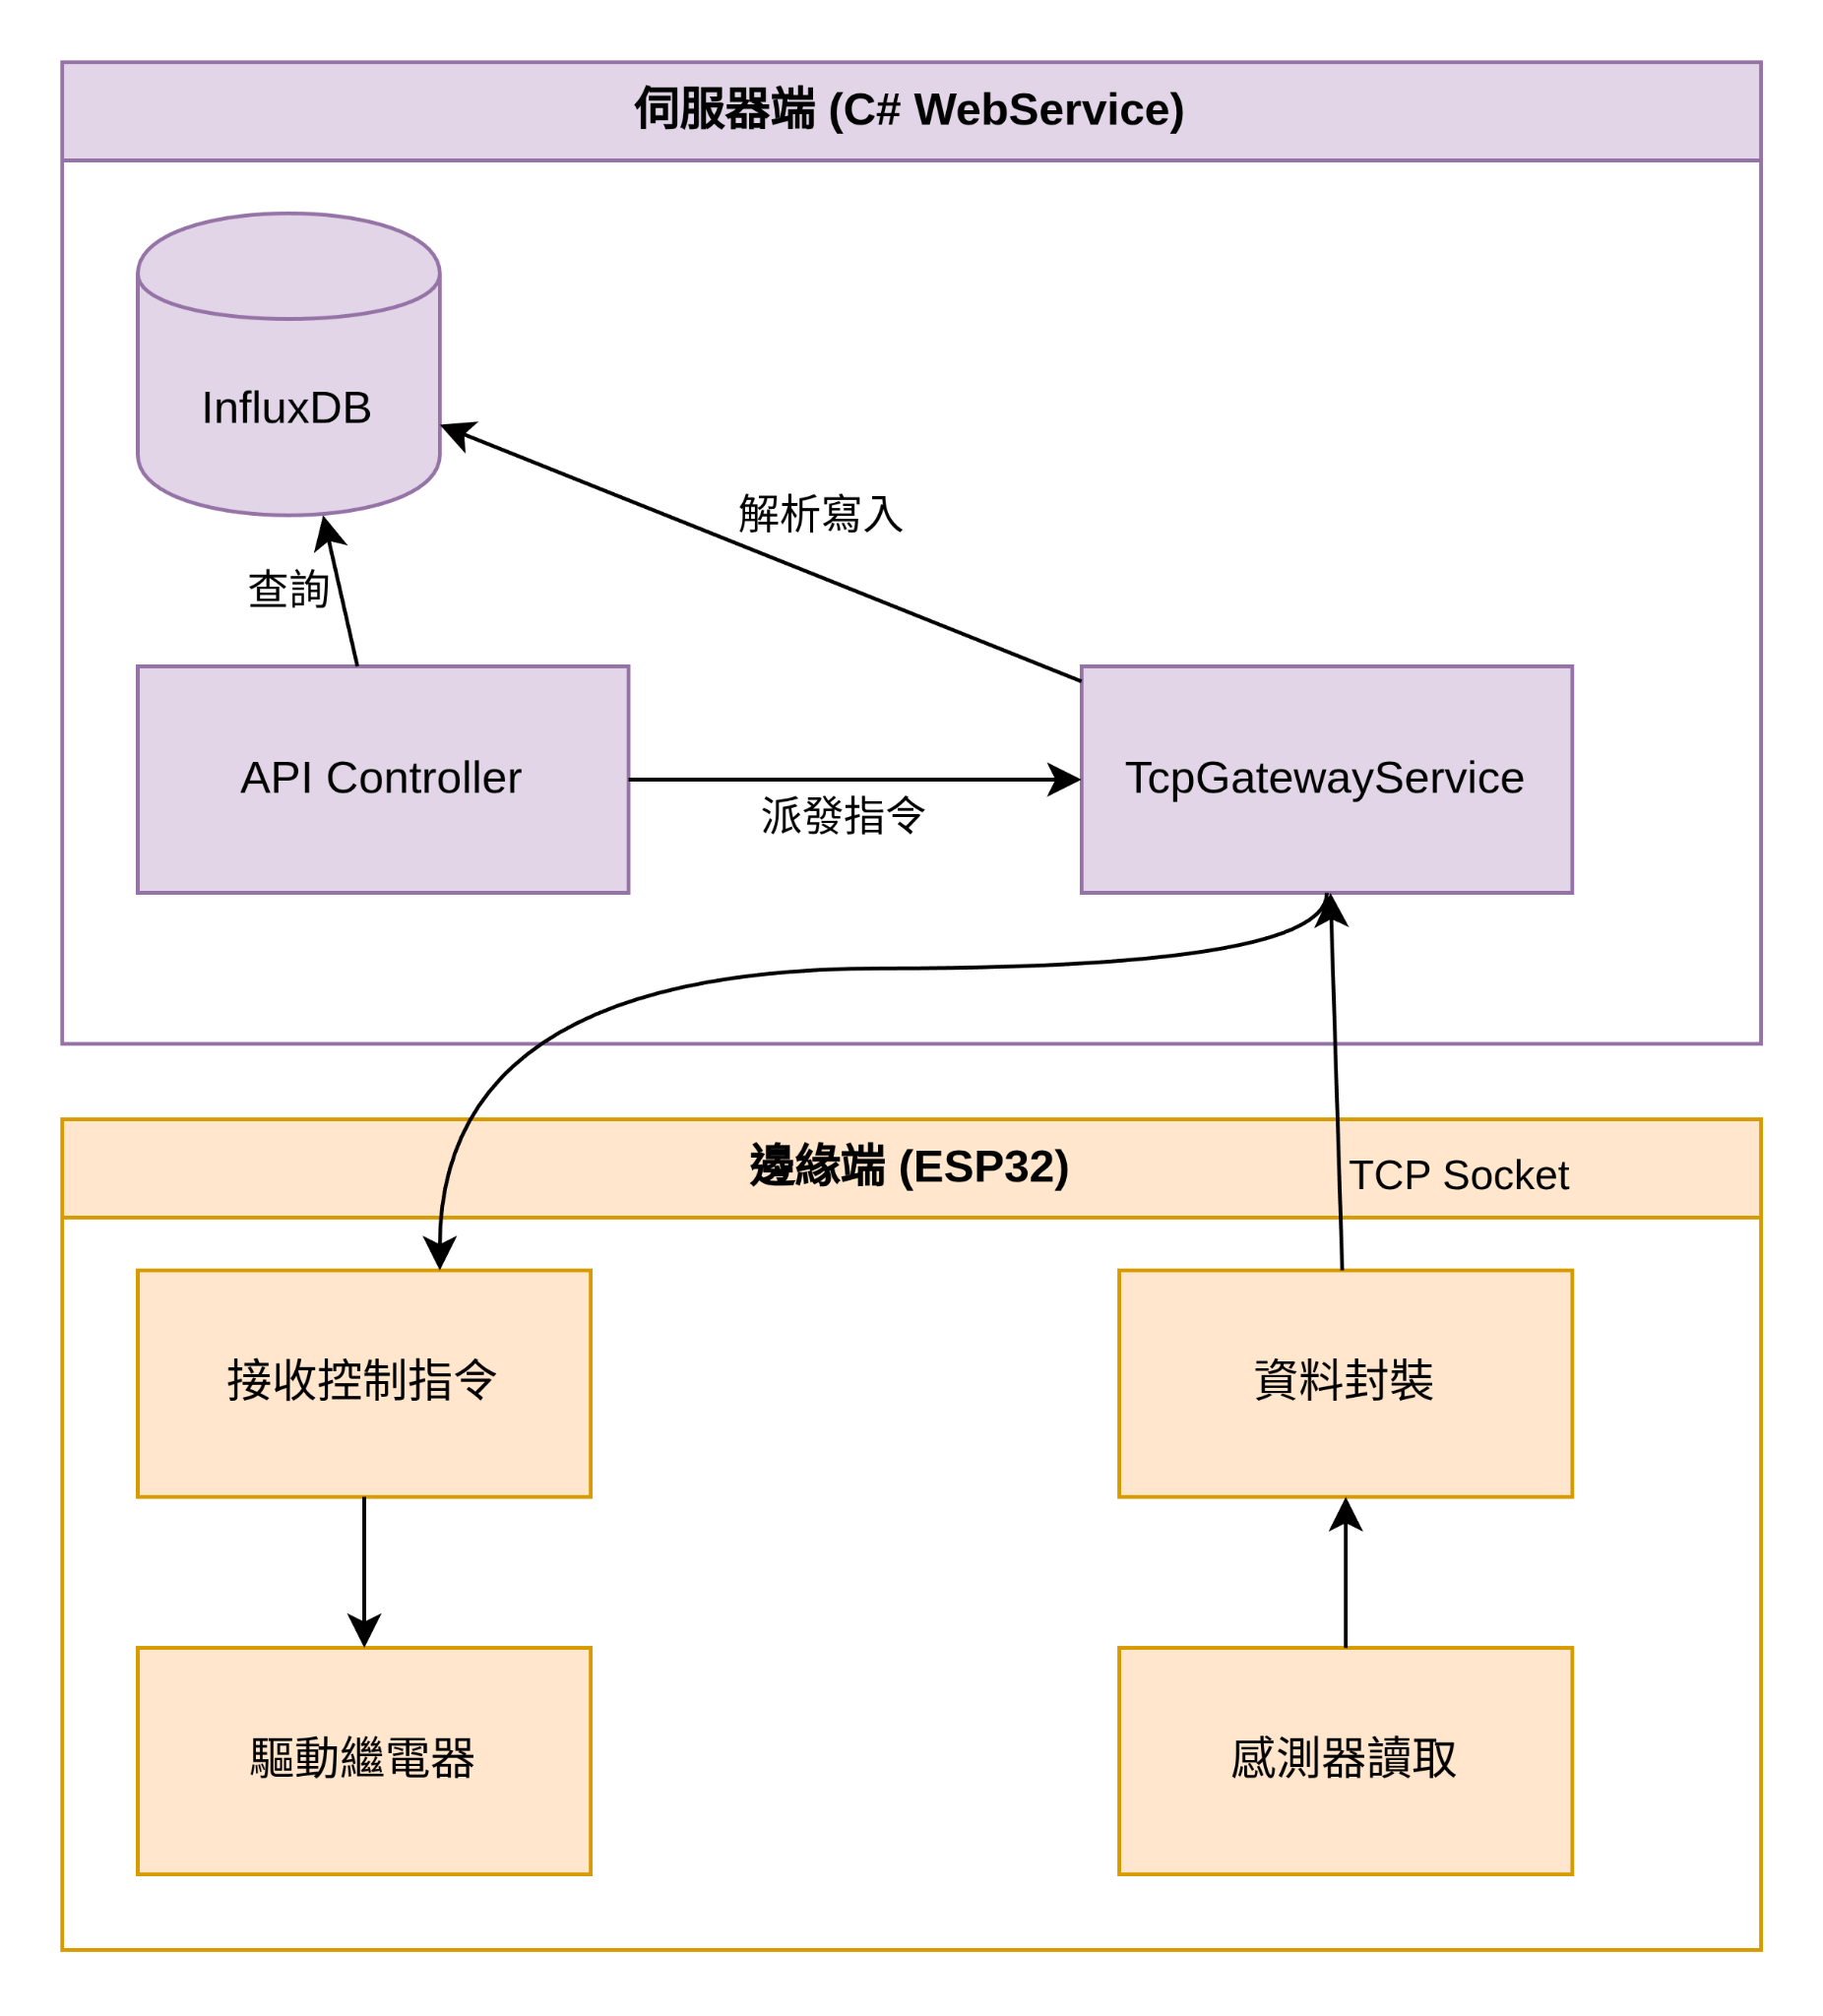 伺服器端 (C# WebService)
InfluxDB
解析寫入
查詢
API Controller
TcpGatewayService
派發指令
邊緣端 (ESP32)
TCP Socket
接收控制指令
資料封裝
驅動繼電器
感測器讀取